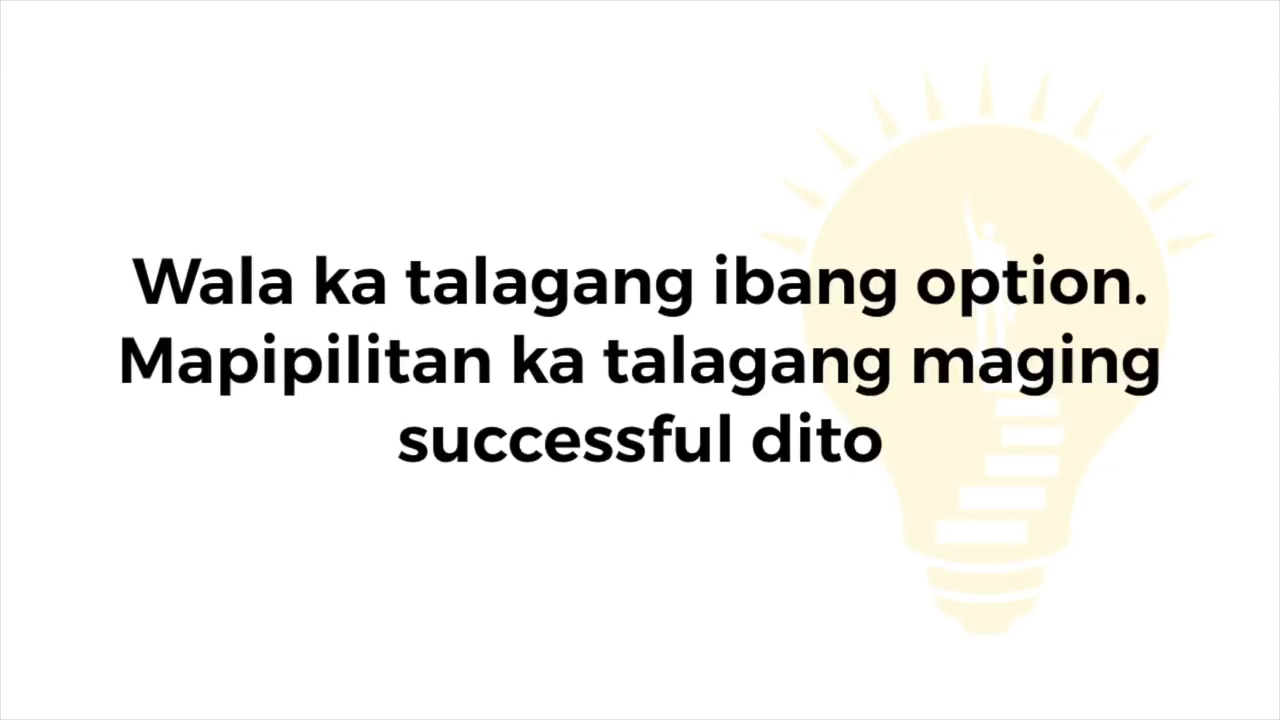 Wala ka talagang ibang option.
Mapipilitan ka talagang maging
successful dito